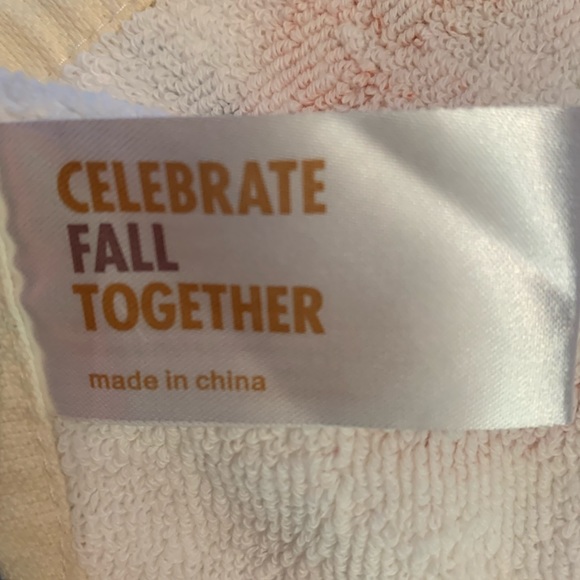 CELEBRATE
FALL
TOGETHER
made in china